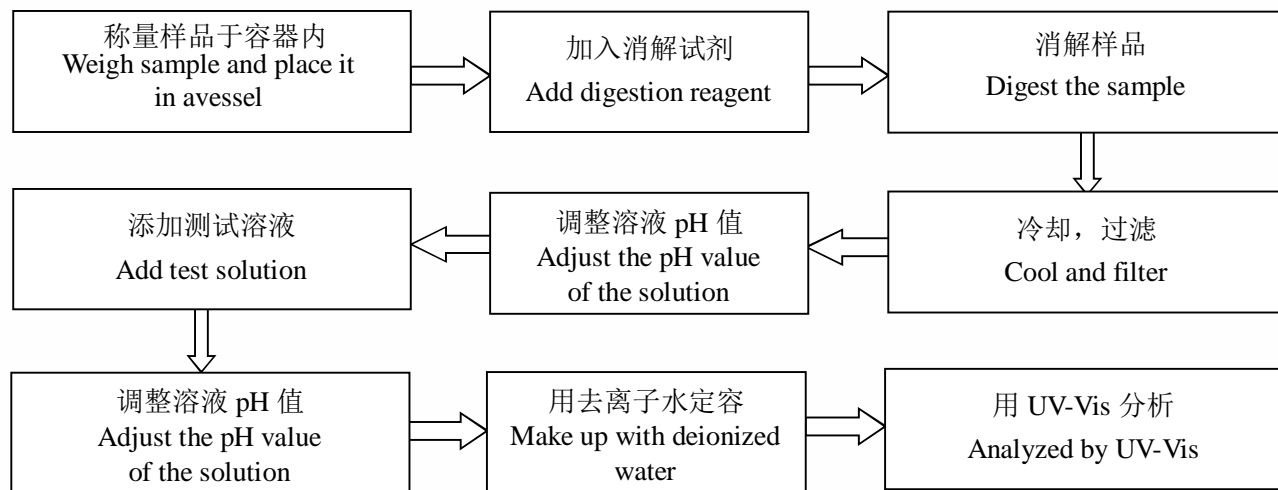 称量样品于容器内
Weigh sample and place it
in avessel
加入消解试剂
Add digestion reagent
消解样品
Digest the sample
冷却，过滤
Cool and filter
调整溶液 pH 值
Adjust the pH value
of the solution
添加测试溶液
Add test solution
调整溶液 pH 值
Adjust the pH value
of the solution
用去离子水定容
Make up with deionized
water
用 UV-Vis 分析
Analyzed by UV-Vis